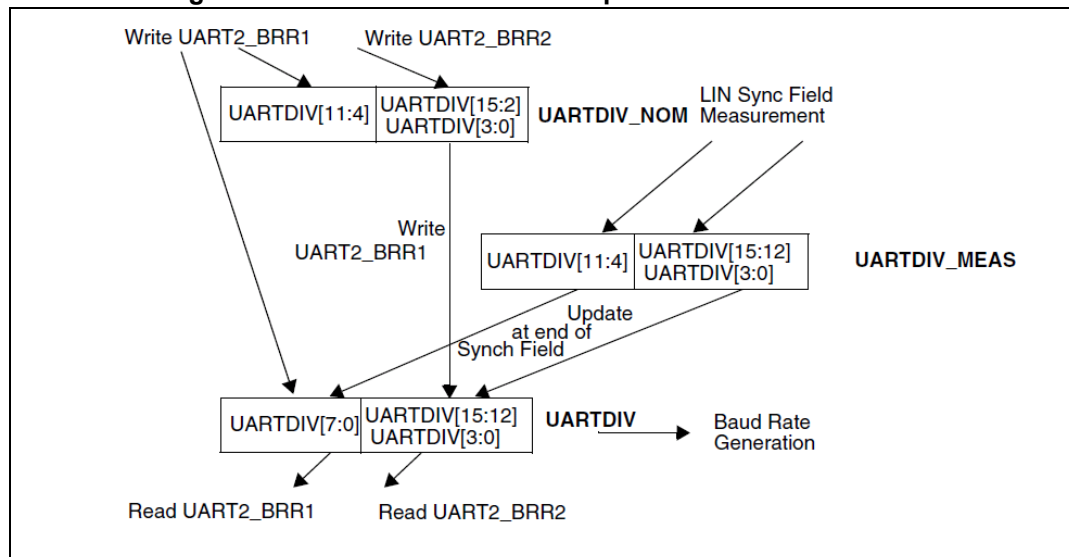 Write UART2_BRR1 Write UART2_BRR2
UARTDIV[11:4]
UARTDIV[15:2]
UARTDIV[3:0]
UARTDIV_NOM
LIN Sync Field
Measurement
Write
UART2_BRR1
UARTDIV[11:4]
UARTDIV[15:12]
UARTDIV[3:0]
UARTDIV_MEAS
Update
at end of
Synch Field
UARTDIV[7:0]
UARTDIV[15:12]
UARTDIV[3:0]
UARTDIV
Baud Rate
Generation
Read UART2_BRR1 Read UART2_BRR2